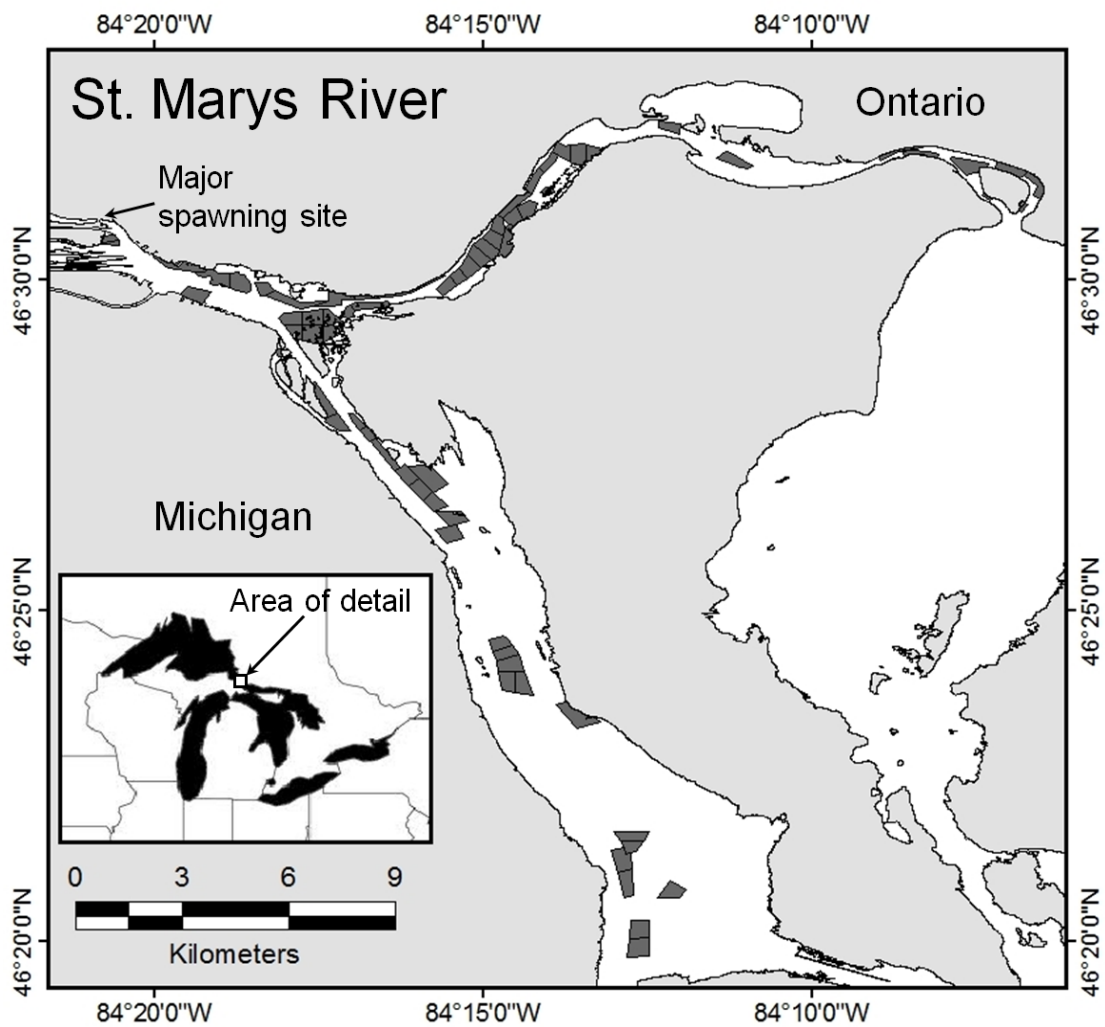 84°20'0"W 84°15'0"W 84°10'0"W
St. Marys River
Ontario
Major
spawning site
46°30'0"N 46°30'0"N
Michigan
46°25'0"N 46°25'0"N
Area of detail
0 3 6 9
Kilometers
46°20'0"N 46°20'0"N
84°20'0"W 84°15'0"W 84°10'0"W